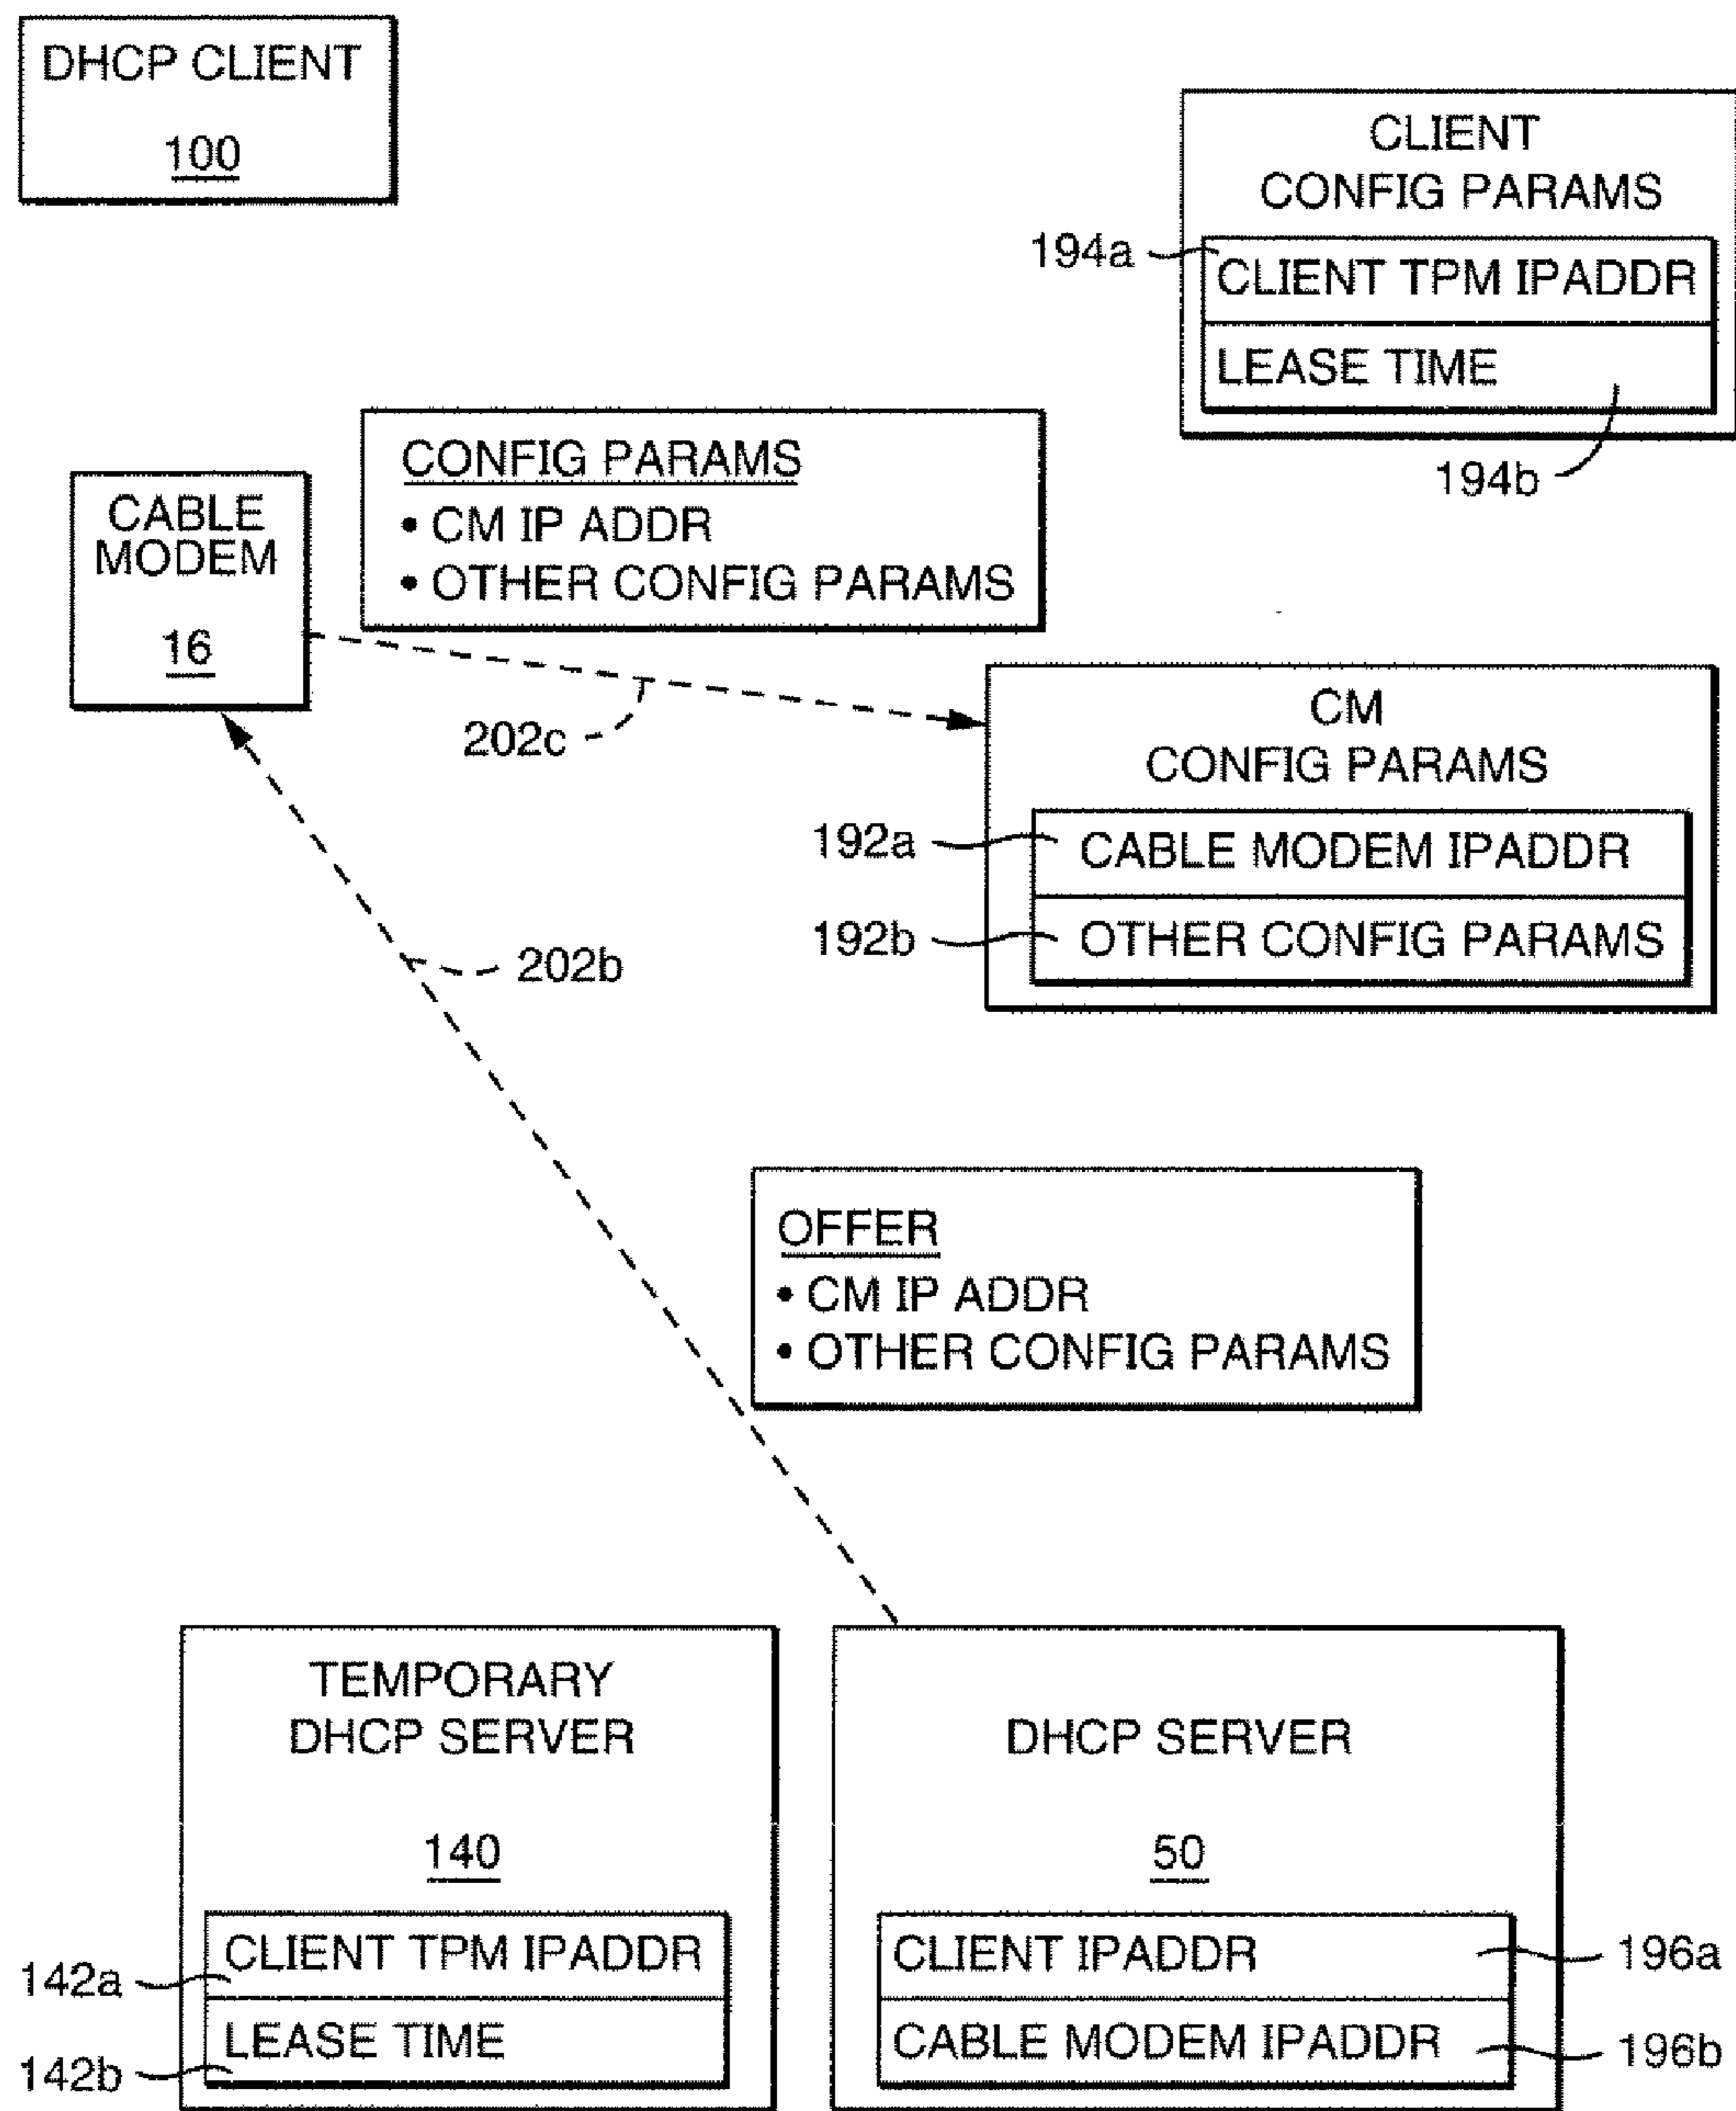 DHCP CLIENT
100
CLIENT
CONFIG PARAMS
194a
CLIENT TPM IPADDR
LEASE TIME
194b
CONFIG PARAMS
• CM IP ADDR
• OTHER CONFIG PARAMS
CABLE
MODEM
16
202c
CM
CONFIG PARAMS
192a
CABLE MODEM IPADDR
192b
OTHER CONFIG PARAMS
202b
OFFER
• CM IP ADDR
• OTHER CONFIG PARAMS
TEMPORARY
DHCP SERVER
140
CLIENT TPM IPADDR
142a
LEASE TIME
142b
DHCP SERVER
50
CLIENT IPADDR
196a
CABLE MODEM IPADDR
196b